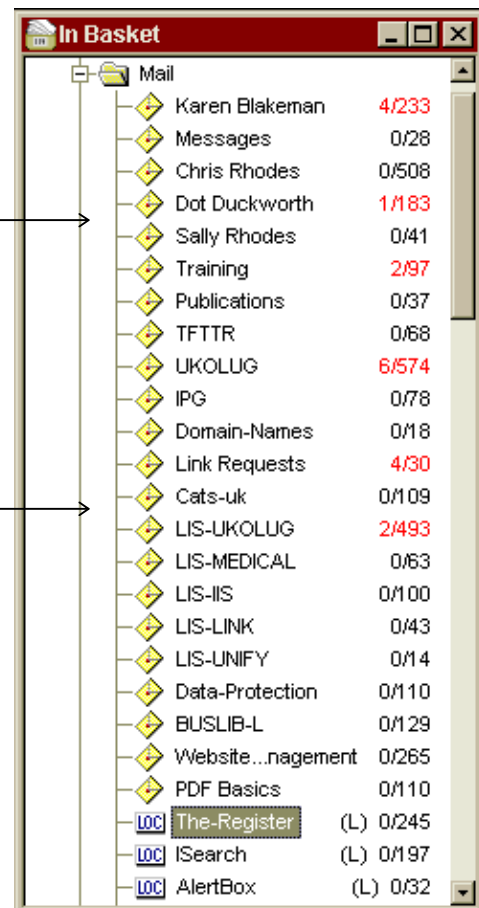 In Basket
Mail
Karen Blakeman 4/233
Messages 0/28
Chris Rhodes 0/508
Dot Duckworth 1/183
Sally Rhodes 0/41
Training 2/97
Publications 0/37
TFTTR 0/68
UKOLUG 6/574
IPG 0/78
Domain-Names 0/18
Link Requests 4/30
Cats-uk 0/109
LIS-UKOLUG 2/493
LIS-MEDICAL 0/63
LIS-IIS 0/100
LIS-LINK 0/43
LIS-UNIFY 0/14
Data-Protection 0/110
BUSLIB-L 0/129
Website...nagement 0/265
PDF Basics 0/110
LOC The-Register (L) 0/245
LOC ISearch (L) 0/197
LOC AlertBox (L) 0/32